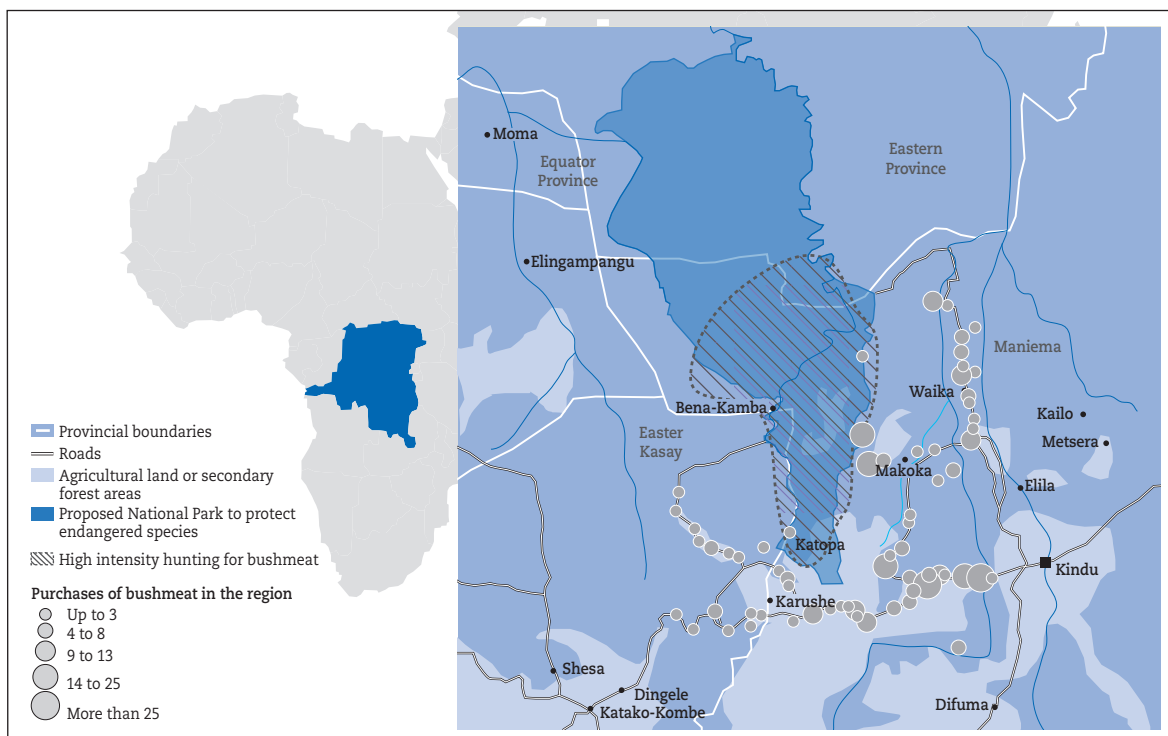 Moma
Equator
Province
Eastern
Province
Elingampangu
Maniema
Waika
Bena-Kamba
Kailo
Easter
Kasay
Metsera
Makoka
Elila
Katopa
Kindu
Karushe
Shesa
Dingele
Katako-Kombe
Difuma
Provincial boundaries
Roads
Agricultural land or secondary
forest areas
Proposed National Park to protect
endangered species
High intensity hunting for bushmeat
Purchases of bushmeat in the region
Up to 3
4 to 8
9 to 13
14 to 25
More than 25